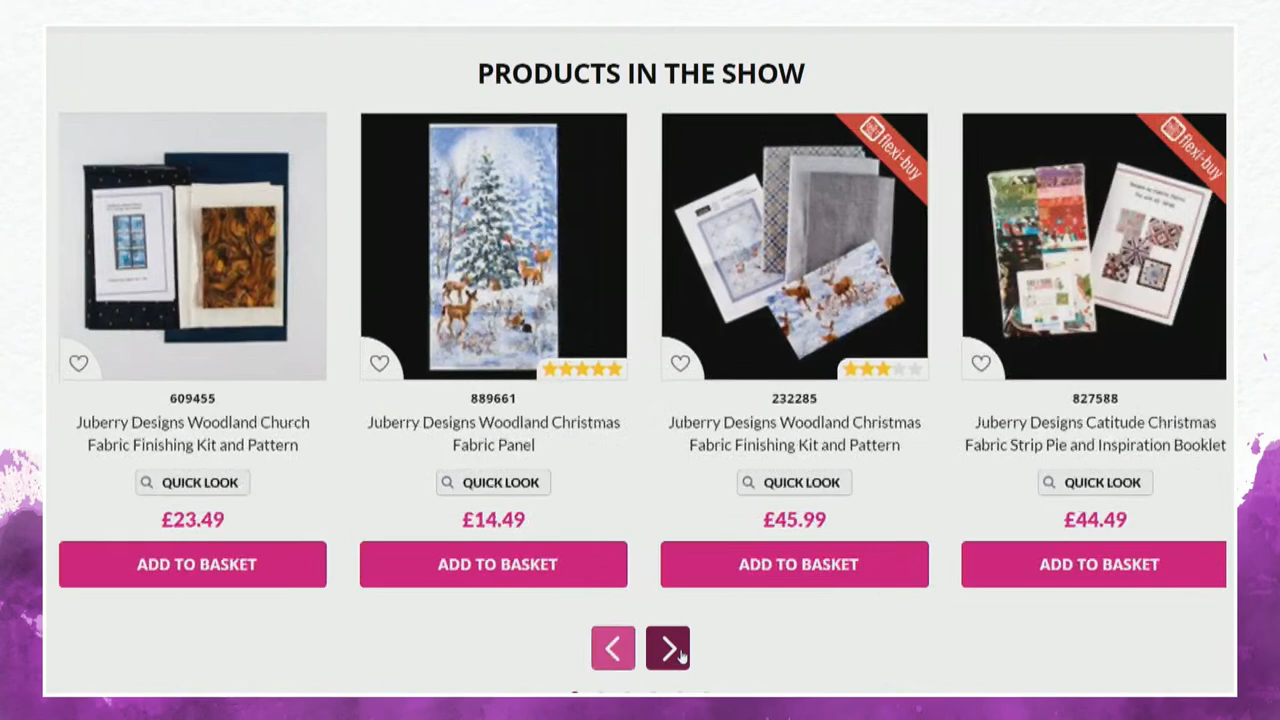 PRODUCTS IN THE SHOW
flexi-buy
flexi-buy
609455
Juberry Designs Woodland Church
Fabric Finishing Kit and Pattern
QUICK LOOK
£23.49
ADD TO BASKET
889661
Juberry Designs Woodland Christmas
Fabric Panel
QUICK LOOK
£14.49
ADD TO BASKET
232285
Juberry Designs Woodland Christmas
Fabric Finishing Kit and Pattern
QUICK LOOK
£45.99
ADD TO BASKET
827588
Juberry Designs Catitude Christmas
Fabric Strip Pie and Inspiration Booklet
QUICK LOOK
£44.49
ADD TO BASKET